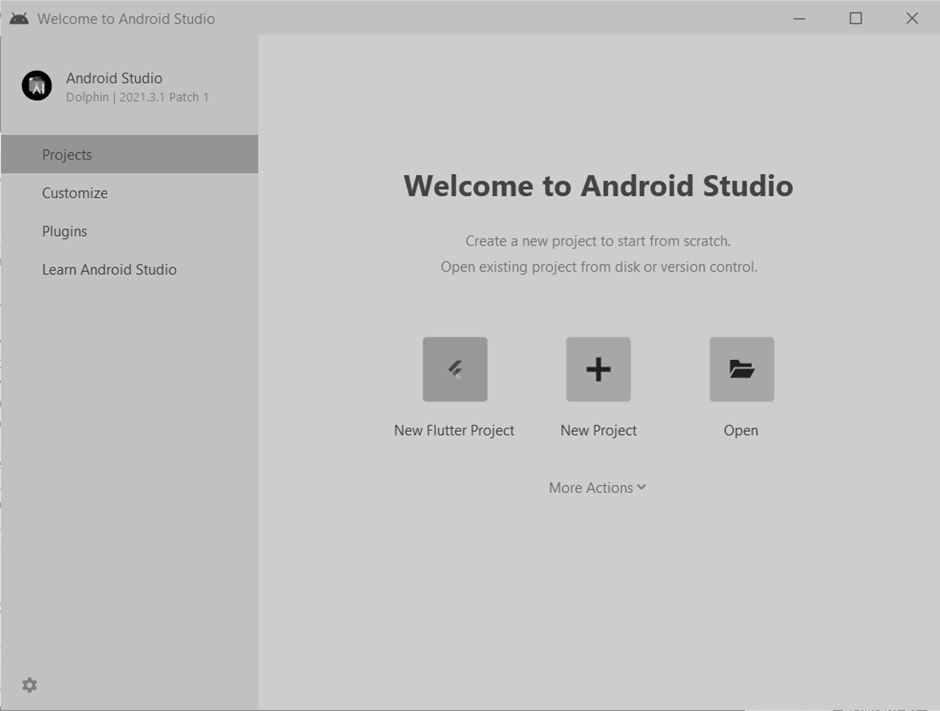 Welcome to Android Studio
Android Studio
Dolphin | 2021.3.1 Patch 1
Projects
Customize
Plugins
Learn Android Studio
Welcome to Android Studio
Create a new project to start from scratch.
Open existing project from disk or version control.
New Flutter Project
New Project
Open
More Actions